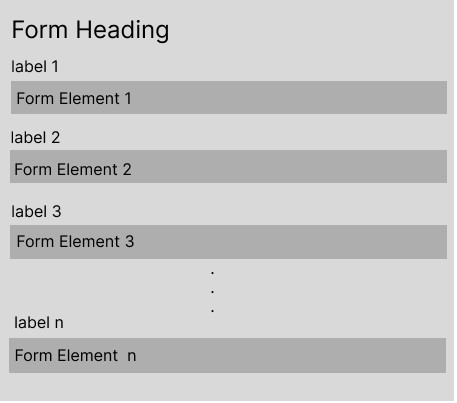 Form Heading
label 1
Form Element 1
label 2
Form Element 2
label 3
Form Element 3
.
.
.
label n
Form Element  n